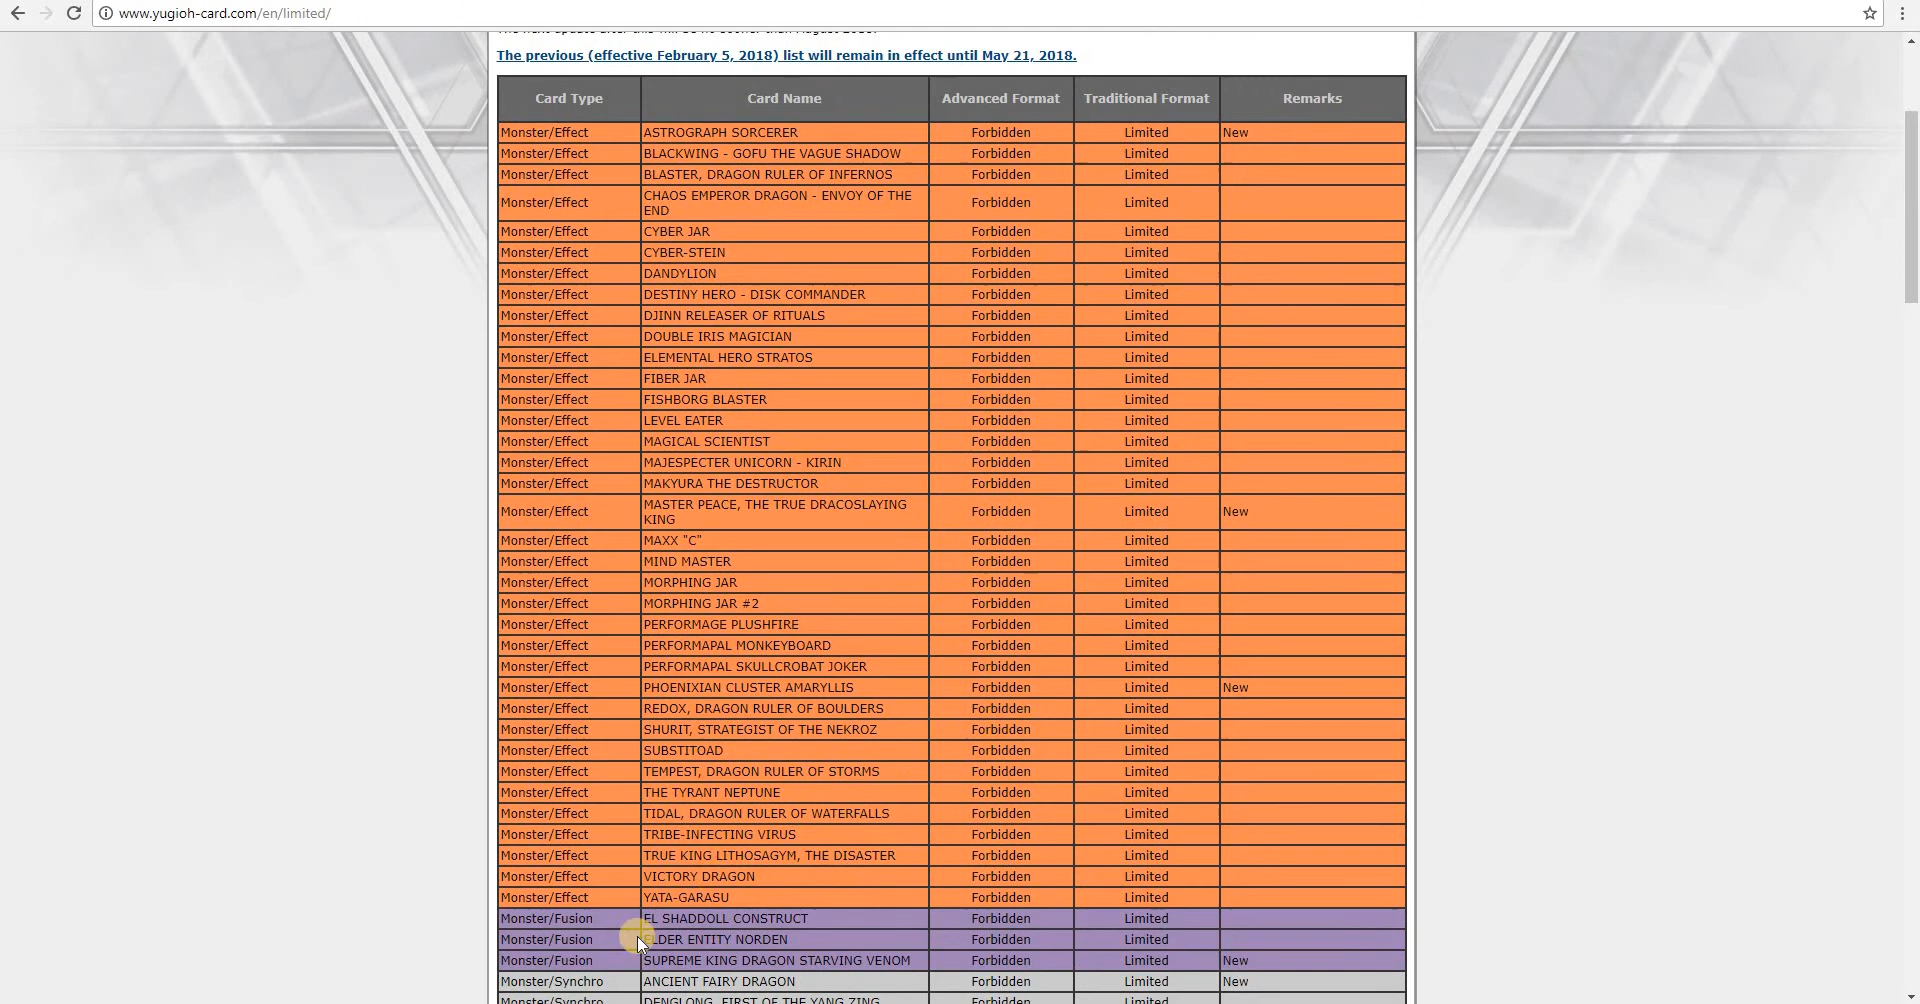 www.yugioh-card.com/en/limited/
The previous (effective February 5, 2018) list will remain in effect until May 21, 2018.
Card Type Card Name Advanced Format Traditional Format Remarks
Monster/Effect ASTROGRAPH SORCERER Forbidden Limited New
Monster/Effect BLACKWING - GOFU THE VAGUE SHADOW Forbidden Limited
Monster/Effect BLASTER, DRAGON RULER OF INFERNOS Forbidden Limited
Monster/Effect CHAOS EMPEROR DRAGON - ENVOY OF THE
END Forbidden Limited
Monster/Effect CYBER JAR Forbidden Limited
Monster/Effect CYBER-STEIN Forbidden Limited
Monster/Effect DANDYLION Forbidden Limited
Monster/Effect DESTINY HERO - DISK COMMANDER Forbidden Limited
Monster/Effect DJINN RELEASER OF RITUALS Forbidden Limited
Monster/Effect DOUBLE IRIS MAGICIAN Forbidden Limited
Monster/Effect ELEMENTAL HERO STRATOS Forbidden Limited
Monster/Effect FIBER JAR Forbidden Limited
Monster/Effect FISHBORG BLASTER Forbidden Limited
Monster/Effect LEVEL EATER Forbidden Limited
Monster/Effect MAGICAL SCIENTIST Forbidden Limited
Monster/Effect MAJESPECTER UNICORN - KIRIN Forbidden Limited
Monster/Effect MAKYURA THE DESTRUCTOR Forbidden Limited
Monster/Effect MASTER PEACE, THE TRUE DRACOSLAYING
KING Forbidden Limited New
Monster/Effect MAXX "C" Forbidden Limited
Monster/Effect MIND MASTER Forbidden Limited
Monster/Effect MORPHING JAR Forbidden Limited
Monster/Effect MORPHING JAR #2 Forbidden Limited
Monster/Effect PERFORMAGE PLUSHFIRE Forbidden Limited
Monster/Effect PERFORMAPAL MONKEYBOARD Forbidden Limited
Monster/Effect PERFORMAPAL SKULLCROBAT JOKER Forbidden Limited
Monster/Effect PHOENIXIAN CLUSTER AMARYLLIS Forbidden Limited New
Monster/Effect REDOX, DRAGON RULER OF BOULDERS Forbidden Limited
Monster/Effect SHURIT, STRATEGIST OF THE NEKROZ Forbidden Limited
Monster/Effect SUBSTITOAD Forbidden Limited
Monster/Effect TEMPEST, DRAGON RULER OF STORMS Forbidden Limited
Monster/Effect THE TYRANT NEPTUNE Forbidden Limited
Monster/Effect TIDAL, DRAGON RULER OF WATERFALLS Forbidden Limited
Monster/Effect TRIBE-INFECTING VIRUS Forbidden Limited
Monster/Effect TRUE KING LITHOSAGYM, THE DISASTER Forbidden Limited
Monster/Effect VICTORY DRAGON Forbidden Limited
Monster/Effect YATA-GARASU Forbidden Limited
Monster/Fusion EL SHADDOLL CONSTRUCT Forbidden Limited
Monster/Fusion ELDER ENTITY NORDEN Forbidden Limited
Monster/Fusion SUPREME KING DRAGON STARVING VENOM Forbidden Limited New
Monster/Synchro ANCIENT FAIRY DRAGON Forbidden Limited New
Monster/Synchro DENGLONG, FIRST OF THE YANG ZING Forbidden Limited